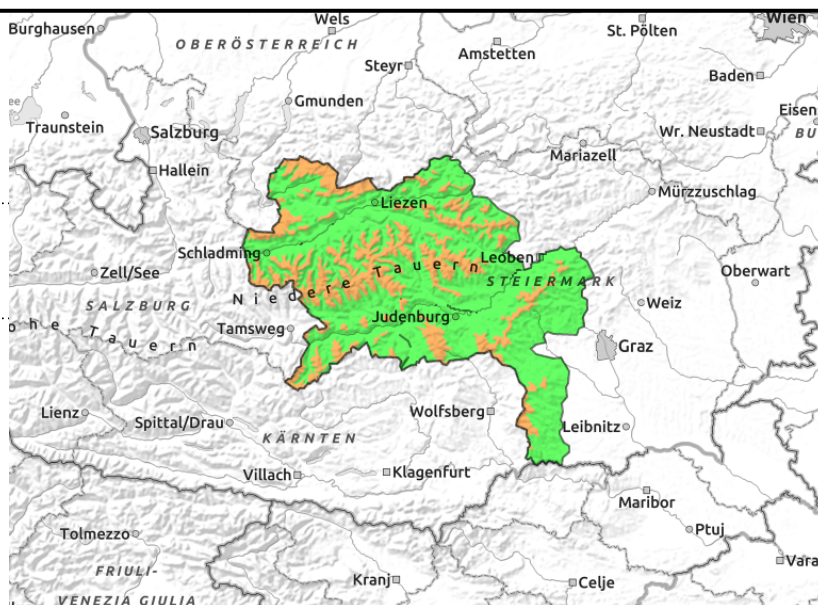 Wels
Wien
Burghausen
St. Pölten
OBERÖSTERREICH
Amstetten
Steyr
Baden
Gmunden
Eisen
Traunstein
Salzburg
Wr. Neustadt
BU
Mariazell
Hallein
Mürzzuschlag
Liezen
Schladming
Leoben
Zell/See
Oberwart
STEIERMARK
Niedere Tauern
SALZBURG
Weiz
ohe Tauern
Tamsweg
Judenburg
Graz
Lienz
Spittal/Drau
Wolfsberg
Leibnitz
KÄRNTEN
Villach
Klagenfurt
Maribor
Tolmezzo
Ptuj
Vara
FRIULI-
VENEZIA GIULIA
Kranj
Celje